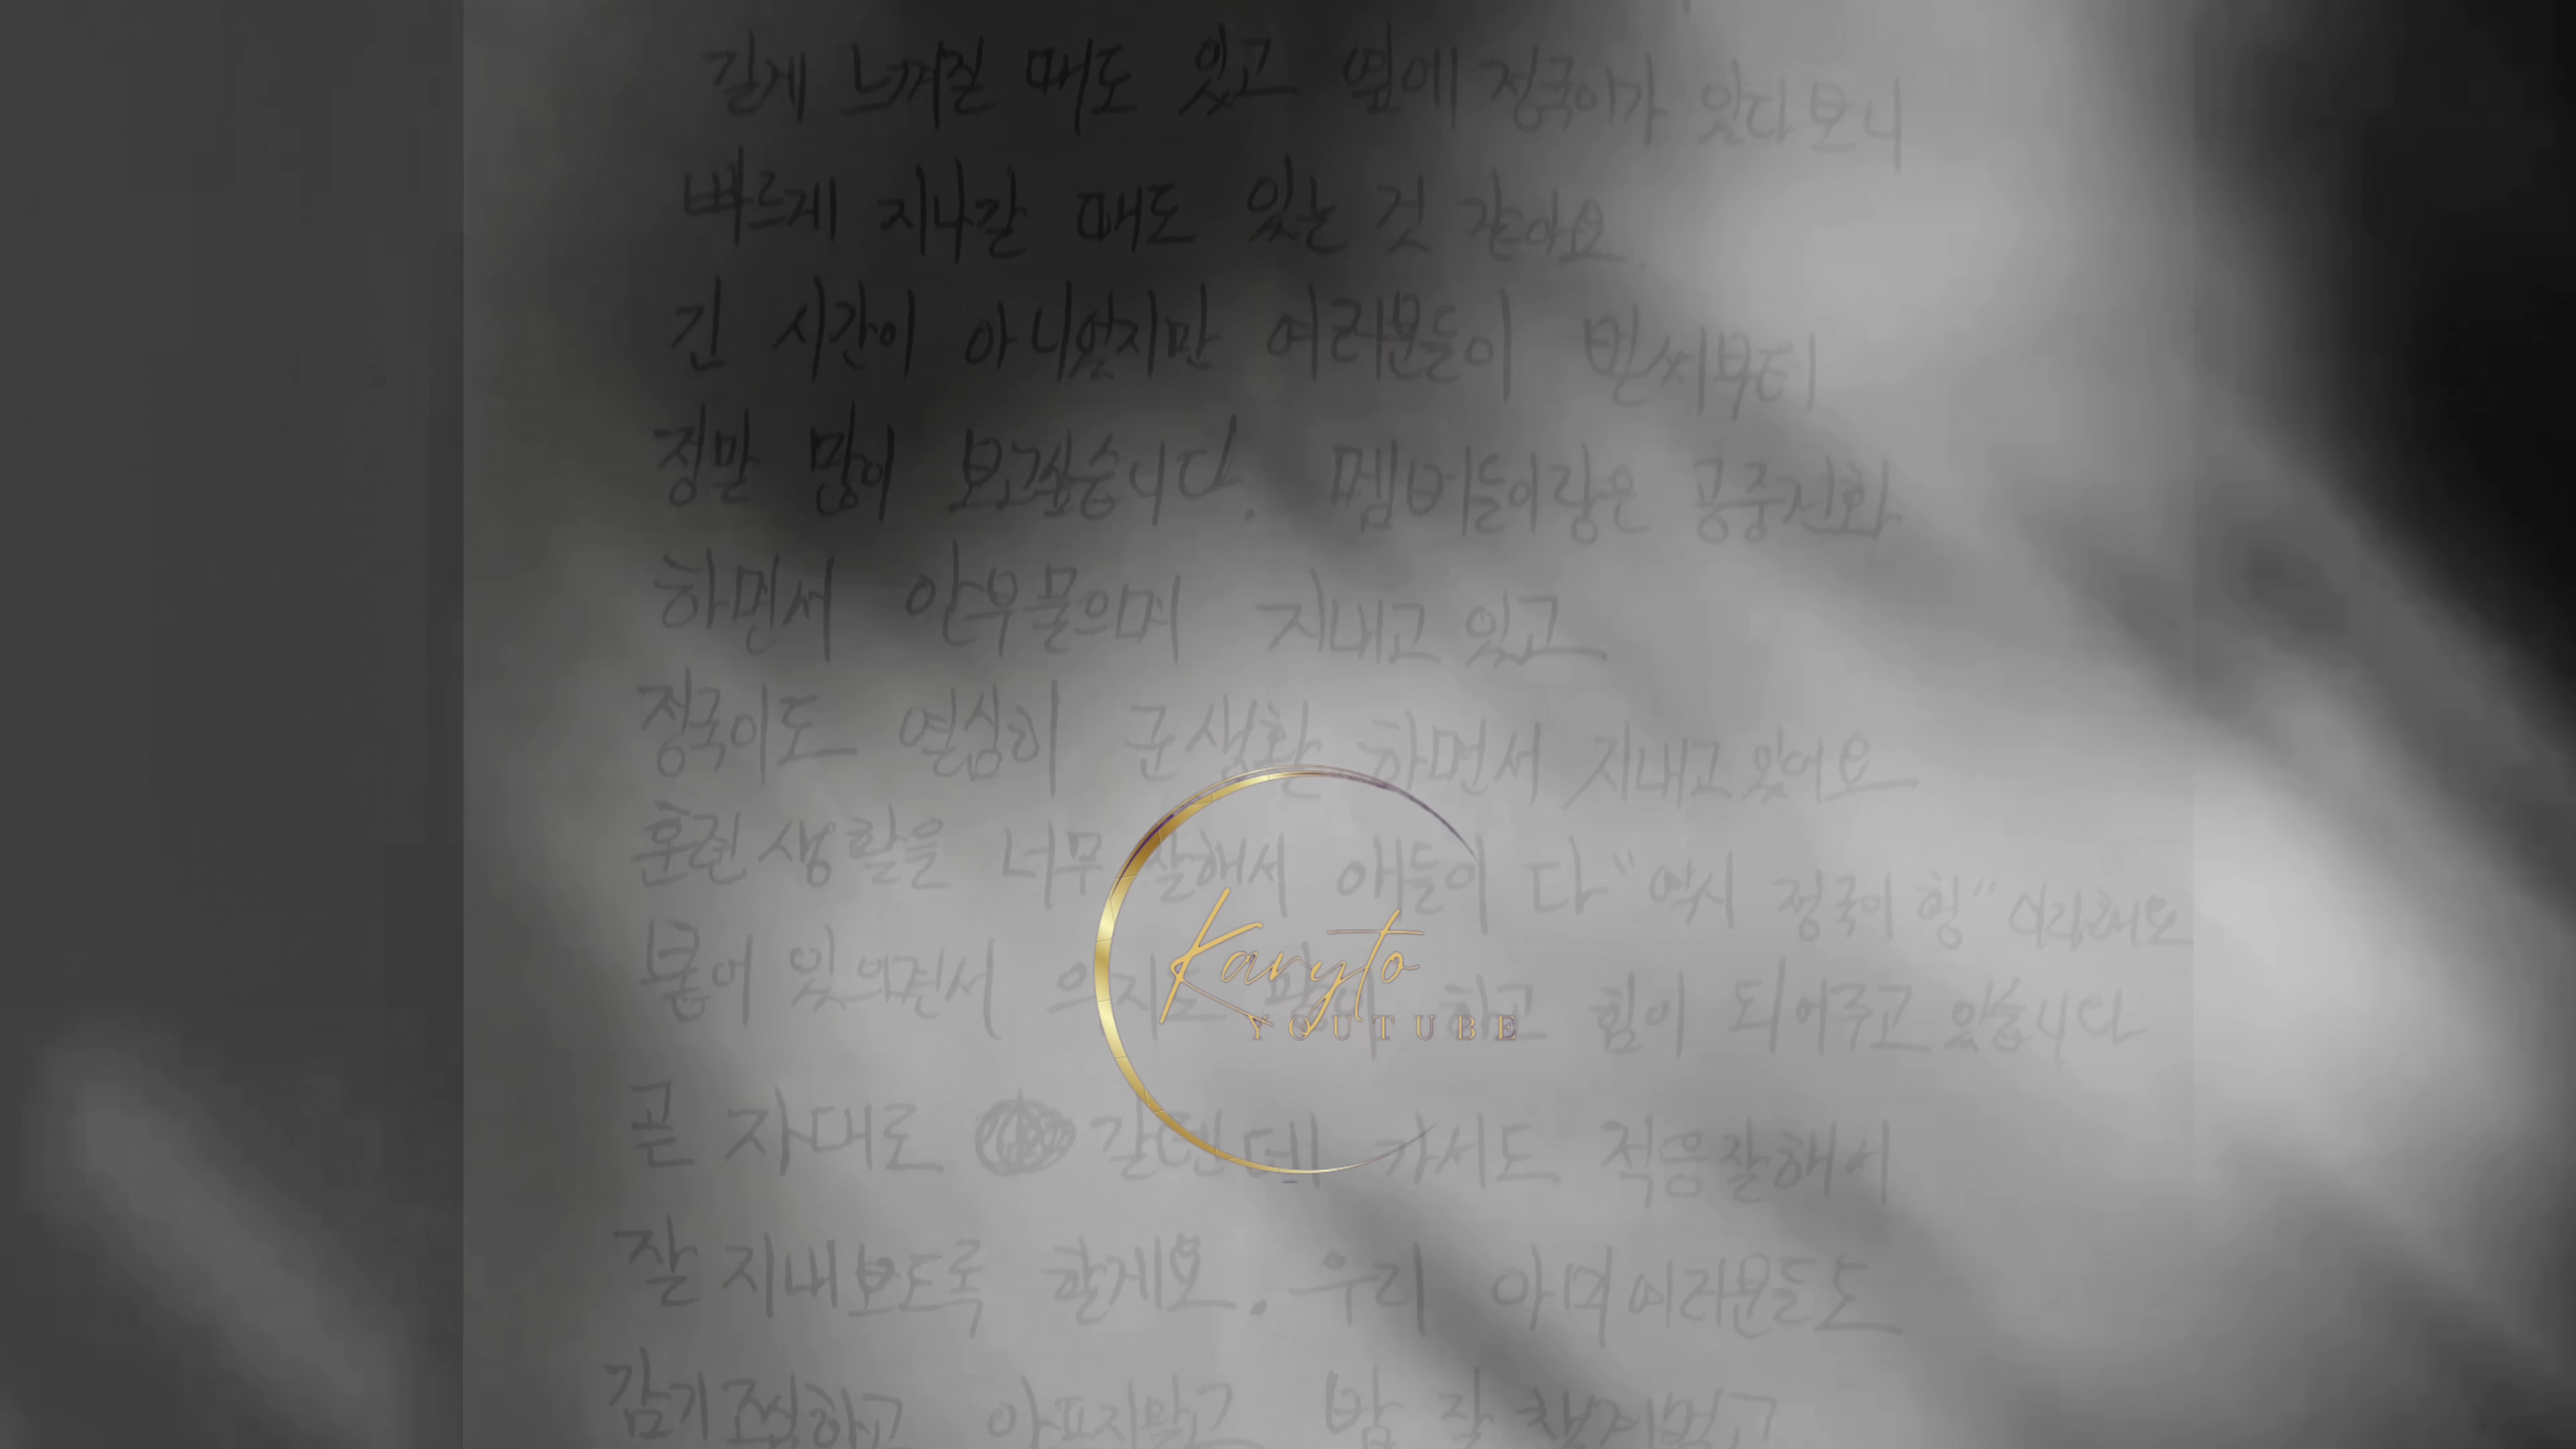 길게 느껴질 때도 있고 옆에 정국이가 있다보니
빠르게 지나갈 때도 있는 것 같아요.
긴 시간이 아니었지만 여러분들이 벌써부터
정말 많이 보고싶습니다. 멤버들이랑은 공중전화
하면서 안부물으며 지내고 있고
정국이도 열심히 군생활 하면서 지내고 있어요
훈련 생활을 너무 잘해서 애들이 다 "역시 정국이 형" 이라해요
붙어 있으면서 의지도 하고 힘이 되어주고 있습니다
곧 자대로 갈텐데 가서도 적응잘해서
잘 지내보도록 할게요. 우리 아미여러분들도
감기조심하고 아프지말고 밥 잘 챙겨먹고
Karyto
YOUTUBE